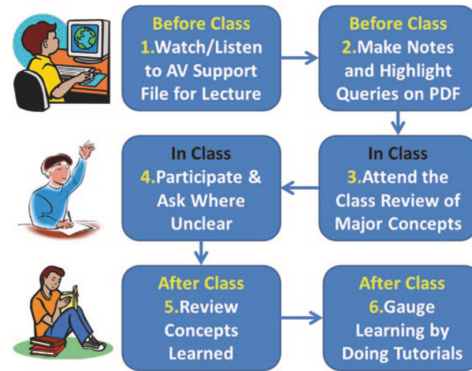 Before Class
1.Watch/Listen
to AV Support
File for Lecture
Before Class
2.Make Notes
and Highlight
Queries on PDF
In Class
3.Attend the
Class Review of
Major Concepts
In Class
4.Participate &
Ask Where
Unclear
After Class
5.Review
Concepts
Learned
After Class
6.Gauge
Learning by
Doing Tutorials